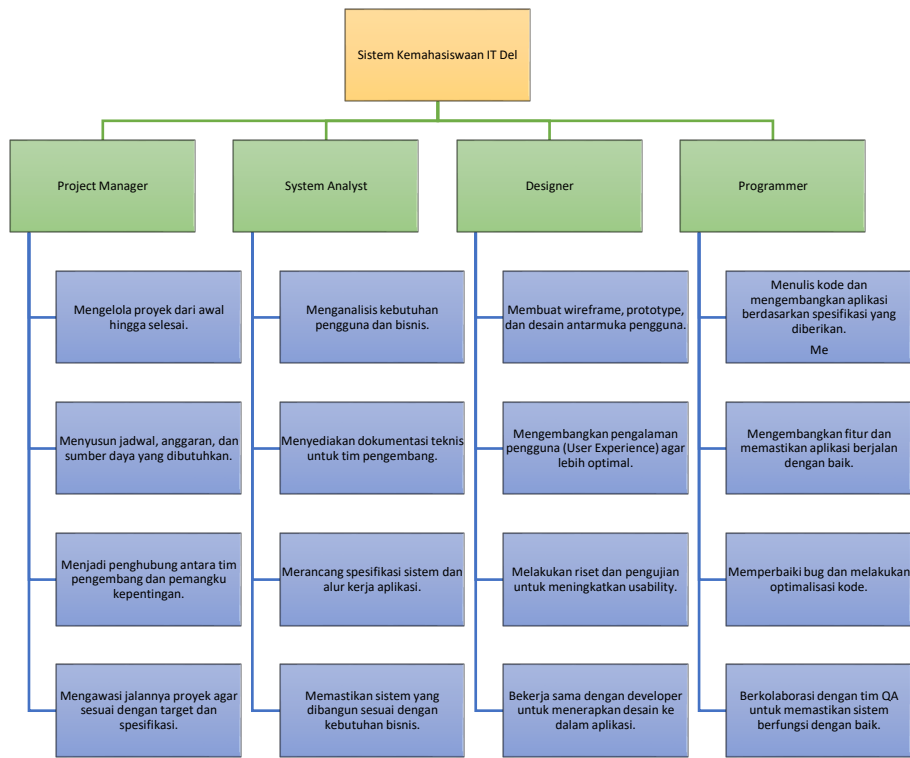 Sistem Kemahasiswaan IT Del
Project Manager
System Analyst
Designer
Programmer
Mengelola proyek dari awal
hingga selesai.
Menganalisis kebutuhan
pengguna dan bisnis.
Membuat wireframe, prototype,
dan desain antarmuka pengguna.
Menulis kode dan
mengembangkan aplikasi
berdasarkan spesifikasi yang
diberikan.
Me
Menyusun jadwal, anggaran, dan
sumber daya yang dibutuhkan.
Menyediakan dokumentasi teknis
untuk tim pengembang.
Mengembangkan pengalaman
pengguna (User Experience) agar
lebih optimal.
Mengembangkan fitur dan
memastikan aplikasi berjalan
dengan baik.
Menjadi penghubung antara tim
pengembang dan pemangku
kepentingan.
Merancang spesifikasi sistem dan
alur kerja aplikasi.
Melakukan riset dan pengujian
untuk meningkatkan usability.
Memperbaiki bug dan melakukan
optimalisasi kode.
Mengawasi jalannya proyek agar
sesuai dengan target dan
spesifikasi.
Memastikan sistem yang
dibangun sesuai dengan
kebutuhan bisnis.
Bekerja sama dengan developer
untuk menerapkan desain ke
dalam aplikasi.
Berkolaborasi dengan tim QA
untuk memastikan sistem
berfungsi dengan baik.